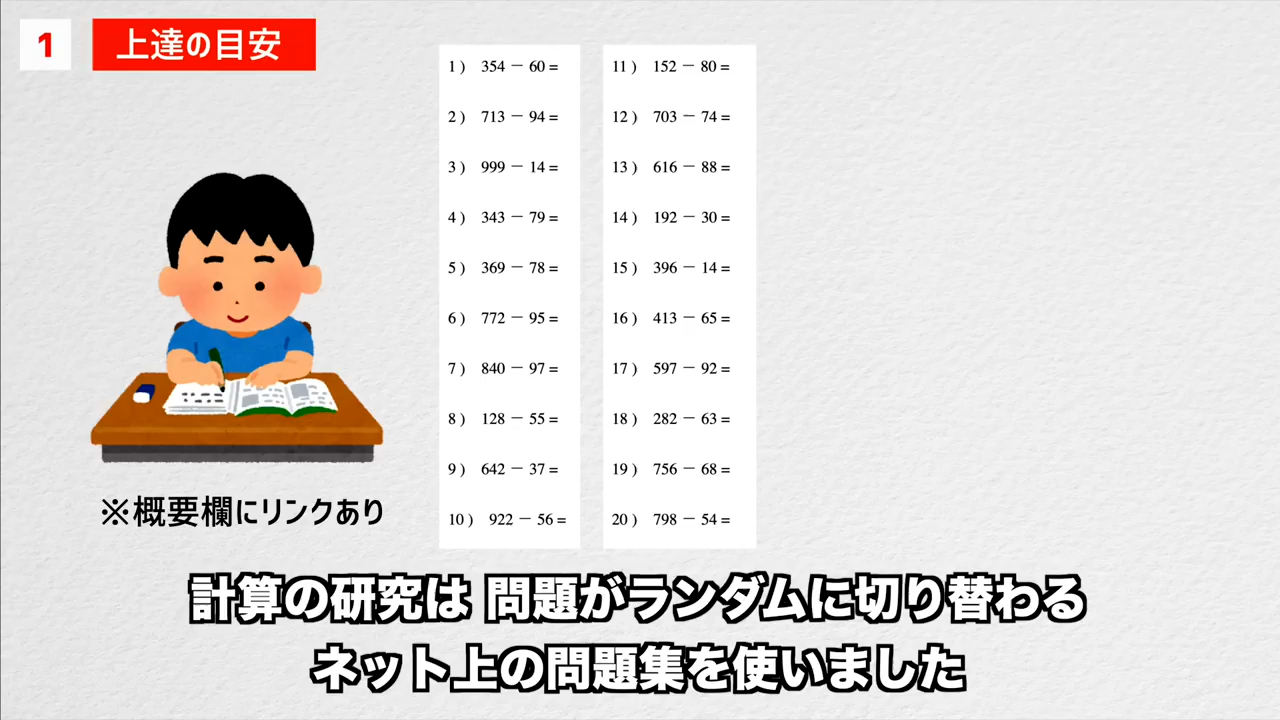 1 上達の目安
1) 354 − 60 =
2) 713 − 94 =
3) 999 − 14 =
4) 343 − 79 =
5) 369 − 78 =
6) 772 − 95 =
7) 840 − 97 =
8) 128 − 55 =
9) 642 − 37 =
10) 922 − 56 =
11) 152 − 80 =
12) 703 − 74 =
13) 616 − 88 =
14) 192 − 30 =
15) 396 − 14 =
16) 413 − 65 =
17) 597 − 92 =
18) 282 − 63 =
19) 756 − 68 =
20) 798 − 54 =
※概要欄にリンクあり
計算の研究は 問題がランダムに切り替わる
ネット上の問題集を使いました